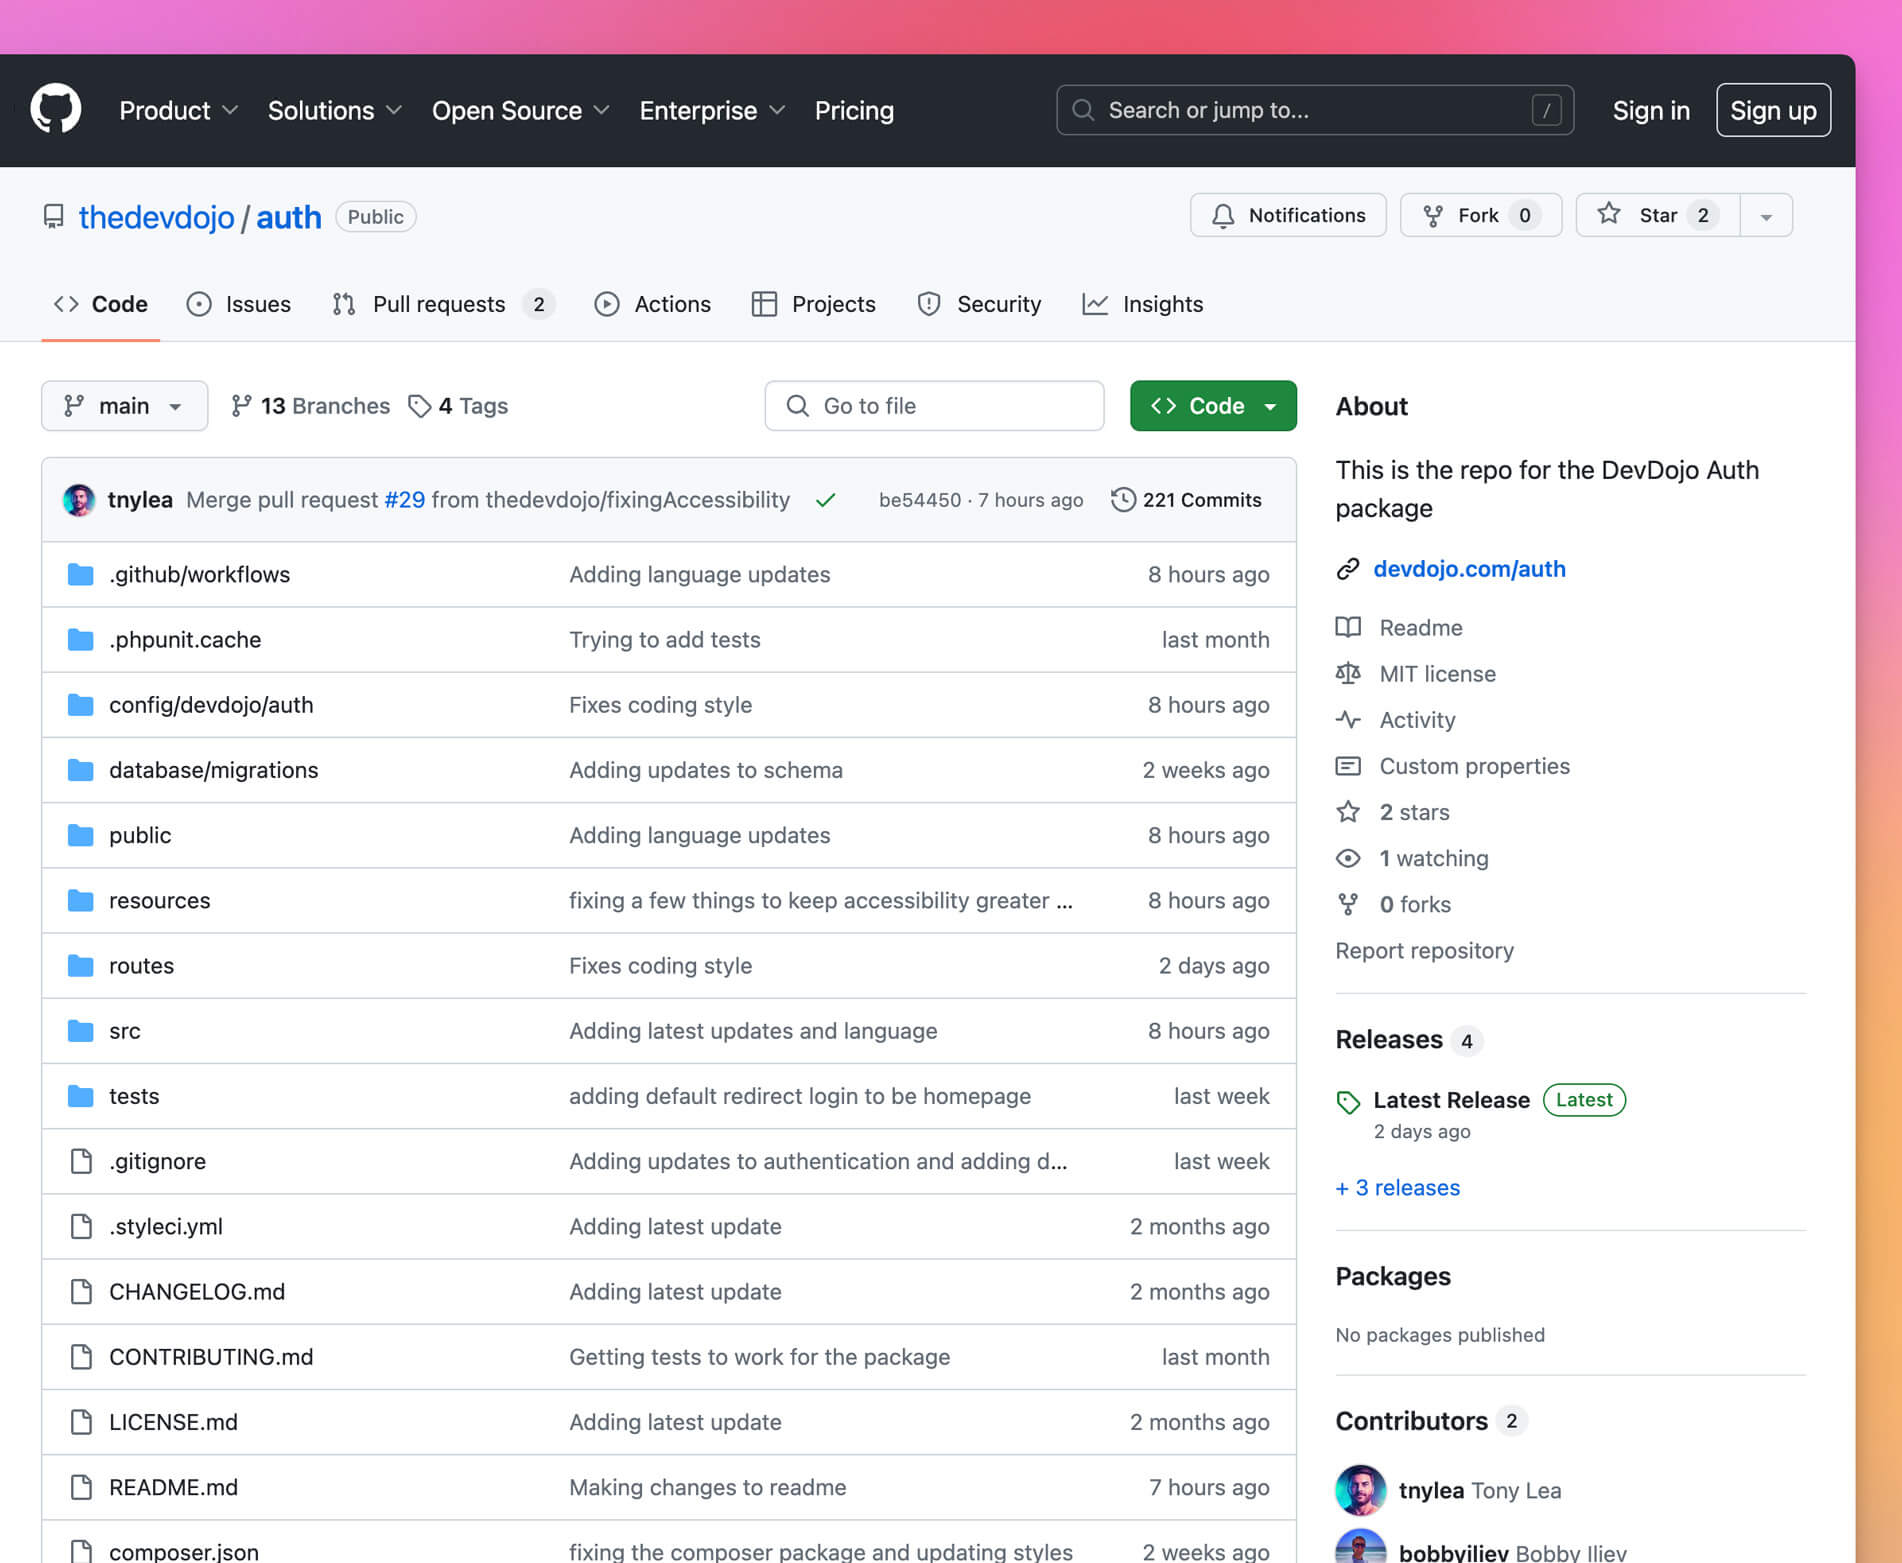 Product Solutions Open Source Enterprise Pricing Search or jump to... / Sign in Sign up
thedevdojo / auth Public Notifications Fork 0 Star 2
Code Issues Pull requests 2 Actions Projects Security Insights
main 13 Branches 4 Tags Go to file Code
tnylea Merge pull request #29 from thedevdojo/fixingAccessibility be54450 · 7 hours ago 221 Commits
.github/workflows Adding language updates 8 hours ago
.phpunit.cache Trying to add tests last month
config/devdojo/auth Fixes coding style 8 hours ago
database/migrations Adding updates to schema 2 weeks ago
public Adding language updates 8 hours ago
resources fixing a few things to keep accessibility greater ... 8 hours ago
routes Fixes coding style 2 days ago
src Adding latest updates and language 8 hours ago
tests adding default redirect login to be homepage last week
.gitignore Adding updates to authentication and adding d... last week
.styleci.yml Adding latest update 2 months ago
CHANGELOG.md Adding latest update 2 months ago
CONTRIBUTING.md Getting tests to work for the package last month
LICENSE.md Adding latest update 2 months ago
README.md Making changes to readme 7 hours ago
composer.json fixing the composer package and updating styles 2 weeks ago
About
This is the repo for the DevDojo Auth
package
devdojo.com/auth
Readme
MIT license
Activity
Custom properties
2 stars
1 watching
0 forks
Report repository
Releases 4
Latest Release Latest
2 days ago
+ 3 releases
Packages
No packages published
Contributors 2
tnylea Tony Lea
bobbyiliev Bobby Iliev